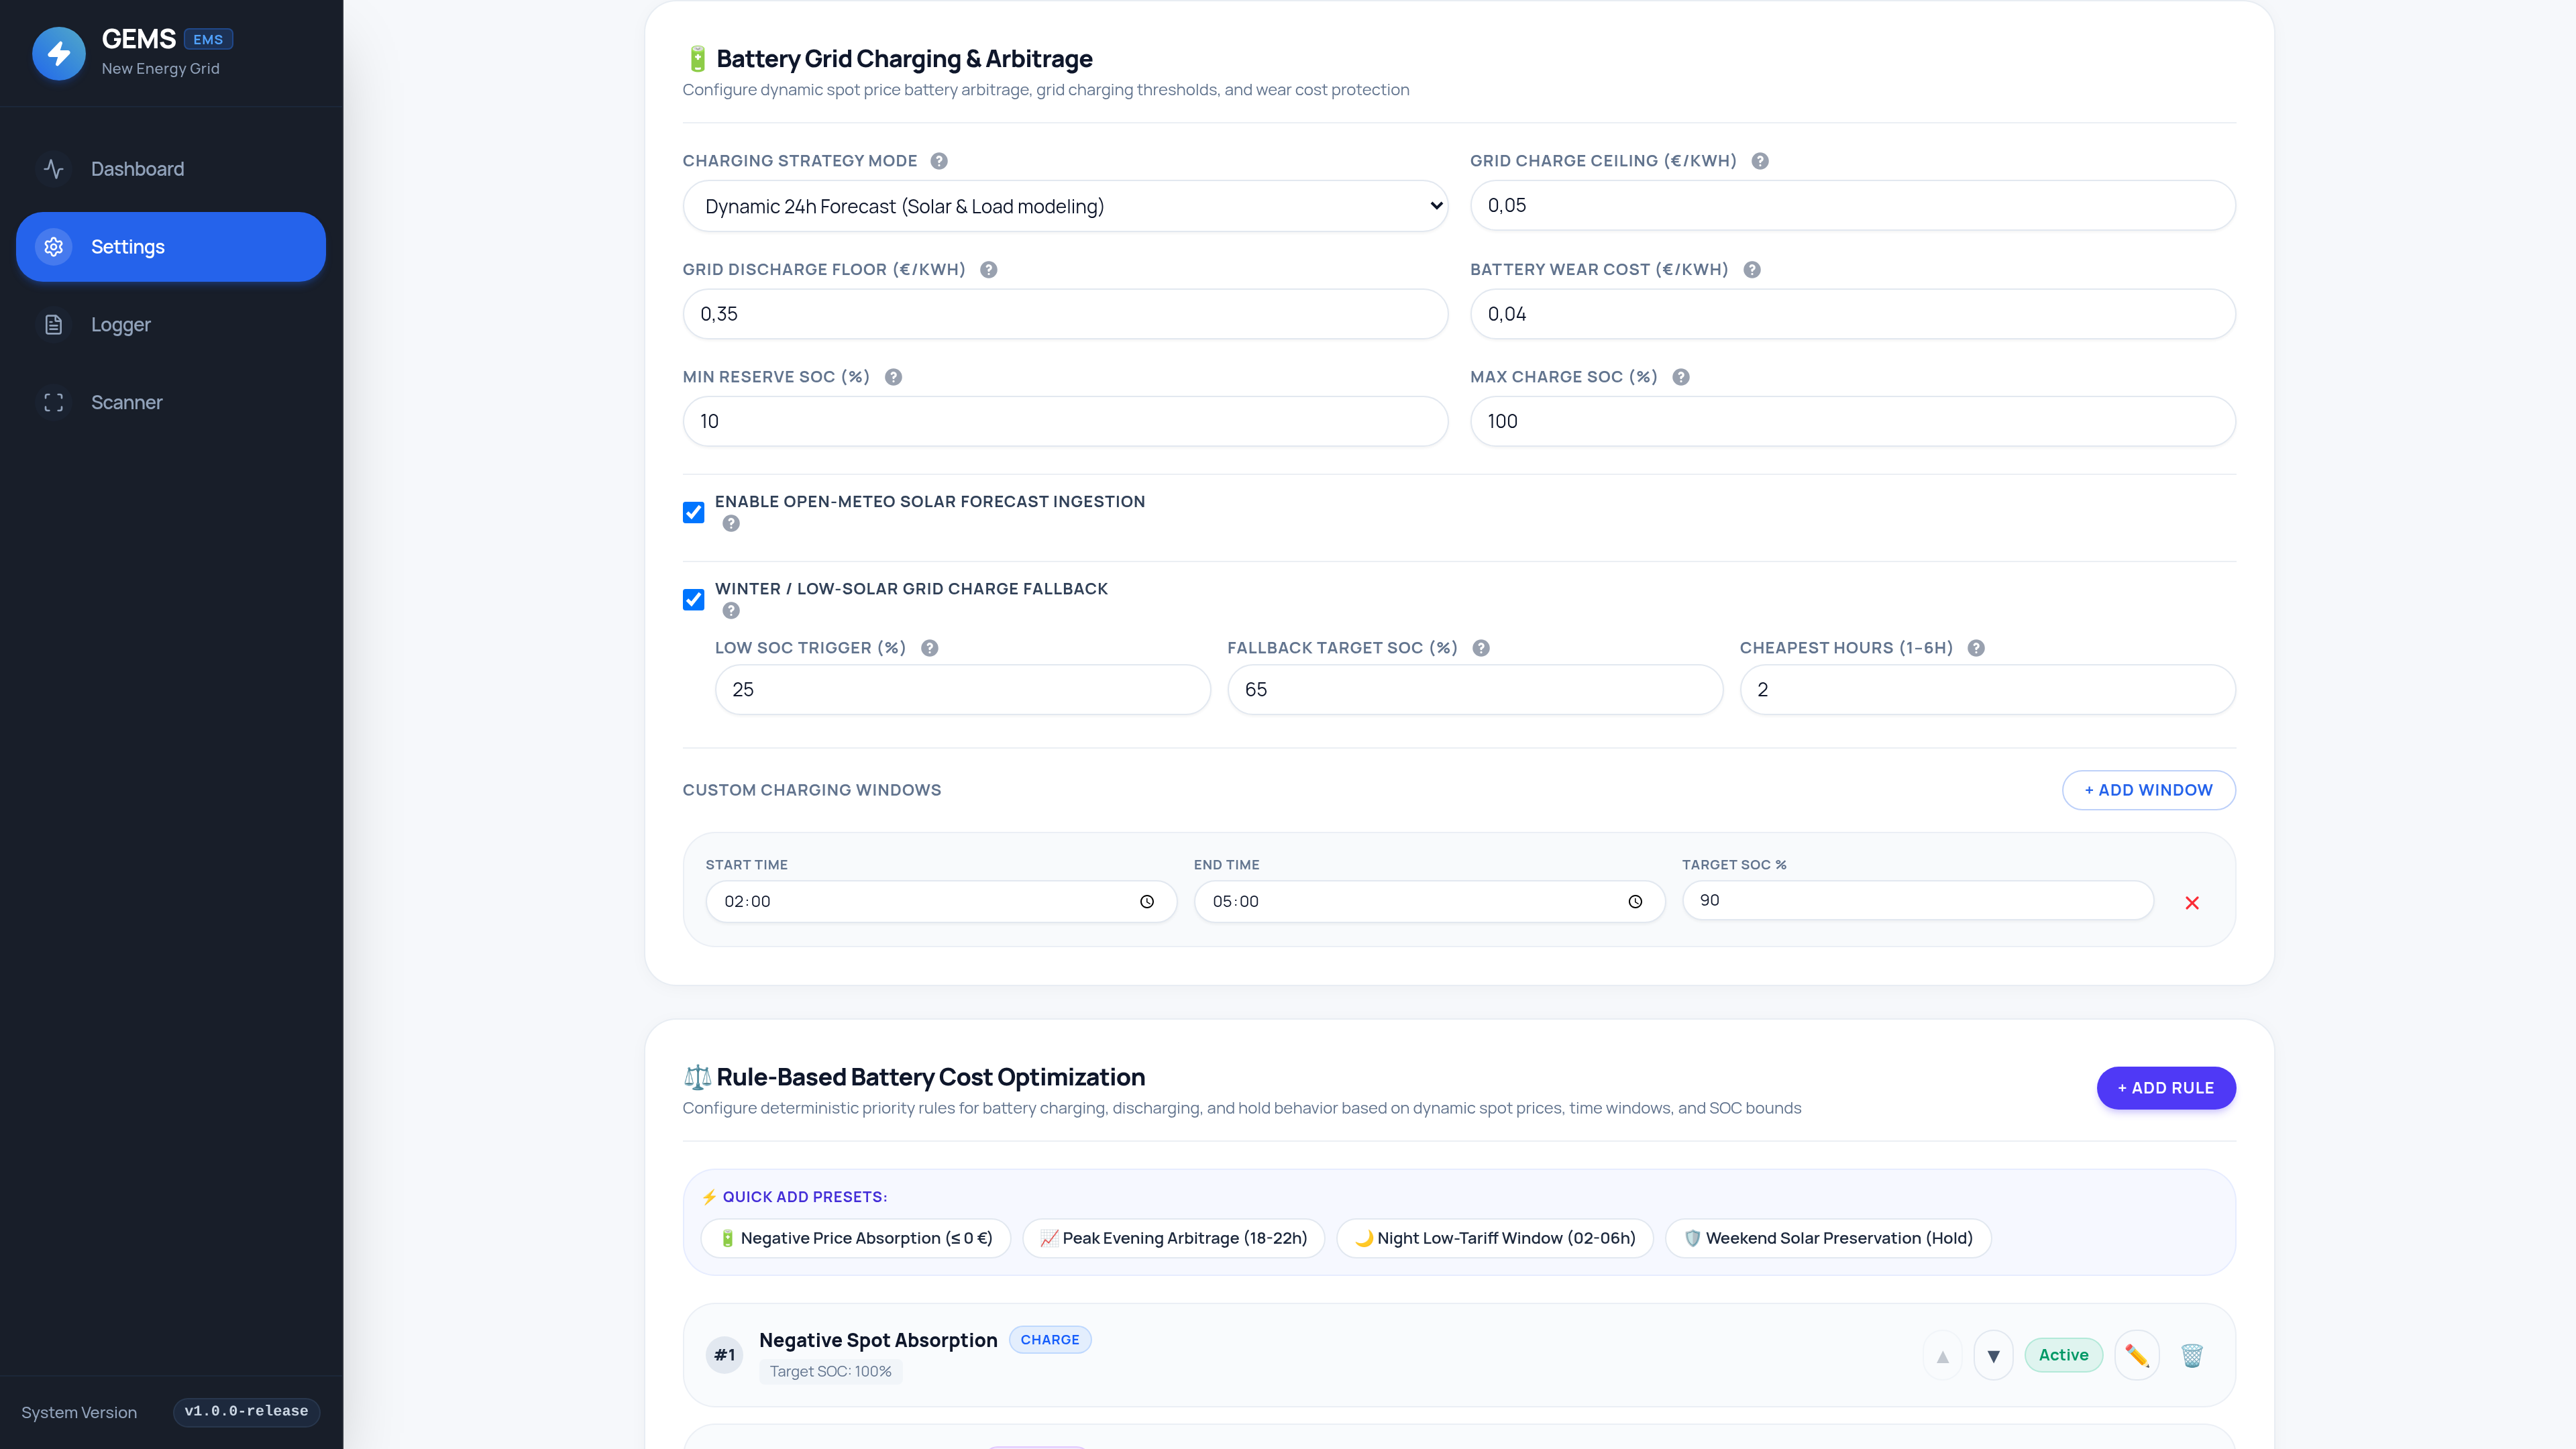 GEMS EMS
New Energy Grid
Dashboard
Settings
Logger
Scanner
System Version v1.0.0-release
🔋 Battery Grid Charging & Arbitrage
Configure dynamic spot price battery arbitrage, grid charging thresholds, and wear cost protection
CHARGING STRATEGY MODE ?
Dynamic 24h Forecast (Solar & Load modeling)
GRID CHARGE CEILING (€/KWH) ?
0,05
GRID DISCHARGE FLOOR (€/KWH) ?
0,35
BATTERY WEAR COST (€/KWH) ?
0,04
MIN RESERVE SOC (%) ?
10
MAX CHARGE SOC (%) ?
100
ENABLE OPEN-METEO SOLAR FORECAST INGESTION
?
WINTER / LOW-SOLAR GRID CHARGE FALLBACK
?
LOW SOC TRIGGER (%) ?
25
FALLBACK TARGET SOC (%) ?
65
CHEAPEST HOURS (1–6H) ?
2
CUSTOM CHARGING WINDOWS
+ ADD WINDOW
START TIME
02:00
END TIME
05:00
TARGET SOC %
90
✕
⚖️ Rule-Based Battery Cost Optimization
Configure deterministic priority rules for battery charging, discharging, and hold behavior based on dynamic spot prices, time windows, and SOC bounds
+ ADD RULE
⚡ QUICK ADD PRESETS:
🔋 Negative Price Absorption (≤ 0 €)
📈 Peak Evening Arbitrage (18-22h)
🌙 Night Low-Tariff Window (02-06h)
🛡️ Weekend Solar Preservation (Hold)
#1 Negative Spot Absorption CHARGE
Target SOC: 100%
▲ ▼ Active ✏️ 🗑️